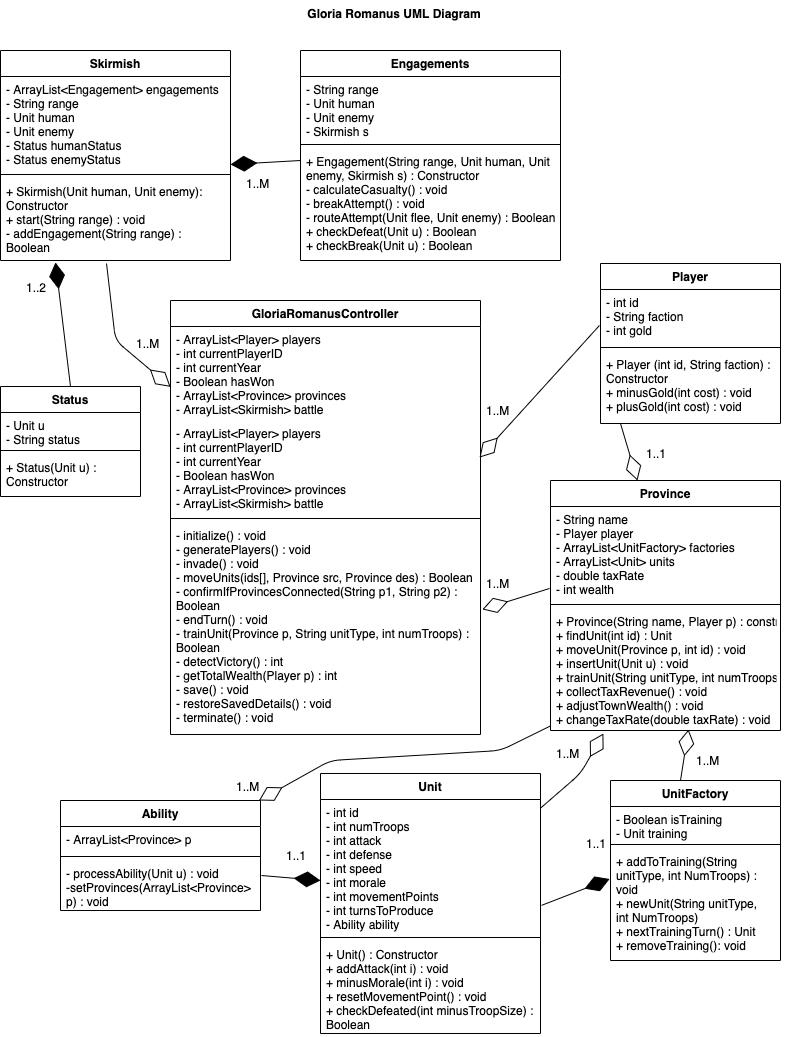 Gloria Romanus UML Diagram
Skirmish
- ArrayList<Engagement> engagements
- String range
- Unit human
- Unit enemy
- Status humanStatus
- Status enemyStatus
+ Skirmish(Unit human, Unit enemy):
Constructor
+ start(String range) : void
- addEngagement(String range) :
Boolean
Engagements
- String range
- Unit human
- Unit enemy
- Skirmish s
+ Engagement(String range, Unit human, Unit
enemy, Skirmish s) : Constructor
- calculateCasualty() : void
- breakAttempt() : void
- routeAttempt(Unit flee, Unit enemy) : Boolean
+ checkDefeat(Unit u) : Boolean
+ checkBreak(Unit u) : Boolean
1..M
1..2
1..M
Status
- Unit u
- String status
+ Status(Unit u) :
Constructor
GloriaRomanusController
- ArrayList<Player> players
- int currentPlayerID
- int currentYear
- Boolean hasWon
- ArrayList<Province> provinces
- ArrayList<Skirmish> battle
- ArrayList<Player> players
- int currentPlayerID
- int currentYear
- Boolean hasWon
- ArrayList<Province> provinces
- ArrayList<Skirmish> battle
- initialize() : void
- generatePlayers() : void
- invade() : void
- moveUnits(ids[], Province src, Province des) : Boolean
- confirmIfProvincesConnected(String p1, String p2) :
Boolean
- endTurn() : void
- trainUnit(Province p, String unitType, int numTroops) :
Boolean
- detectVictory() : int
- getTotalWealth(Player p) : int
- save() : void
- restoreSavedDetails() : void
- terminate() : void
Player
- int id
- String faction
- int gold
+ Player (int id, String faction) :
Constructor
+ minusGold(int cost) : void
+ plusGold(int cost) : void
1..M
1..1
Province
- String name
- Player player
- ArrayList<UnitFactory> factories
- ArrayList<Unit> units
- double taxRate
- int wealth
+ Province(String name, Player p) : constr
+ findUnit(int id) : Unit
+ moveUnit(Province p, int id) : void
+ insertUnit(Unit u) : void
+ trainUnit(String unitType, int numTroops
+ collectTaxRevenue() : void
+ adjustTownWealth() : void
+ changeTaxRate(double taxRate) : void
1..M
1..M
1..M
1..M
Ability
- ArrayList<Province> p
- processAbility(Unit u) : void
-setProvinces(ArrayList<Province>
p) : void
1..1
Unit
- int id
- int numTroops
- int attack
- int defense
- int speed
- int morale
- int movementPoints
- int turnsToProduce
- Ability ability
+ Unit() : Constructor
+ addAttack(int i) : void
+ minusMorale(int i) : void
+ resetMovementPoint() : void
+ checkDefeated(int minusTroopSize) :
Boolean
1..1
UnitFactory
- Boolean isTraining
- Unit training
+ addToTraining(String
unitType, int NumTroops) :
void
+ newUnit(String unitType,
int NumTroops)
+ nextTrainingTurn() : Unit
+ removeTraining(): void